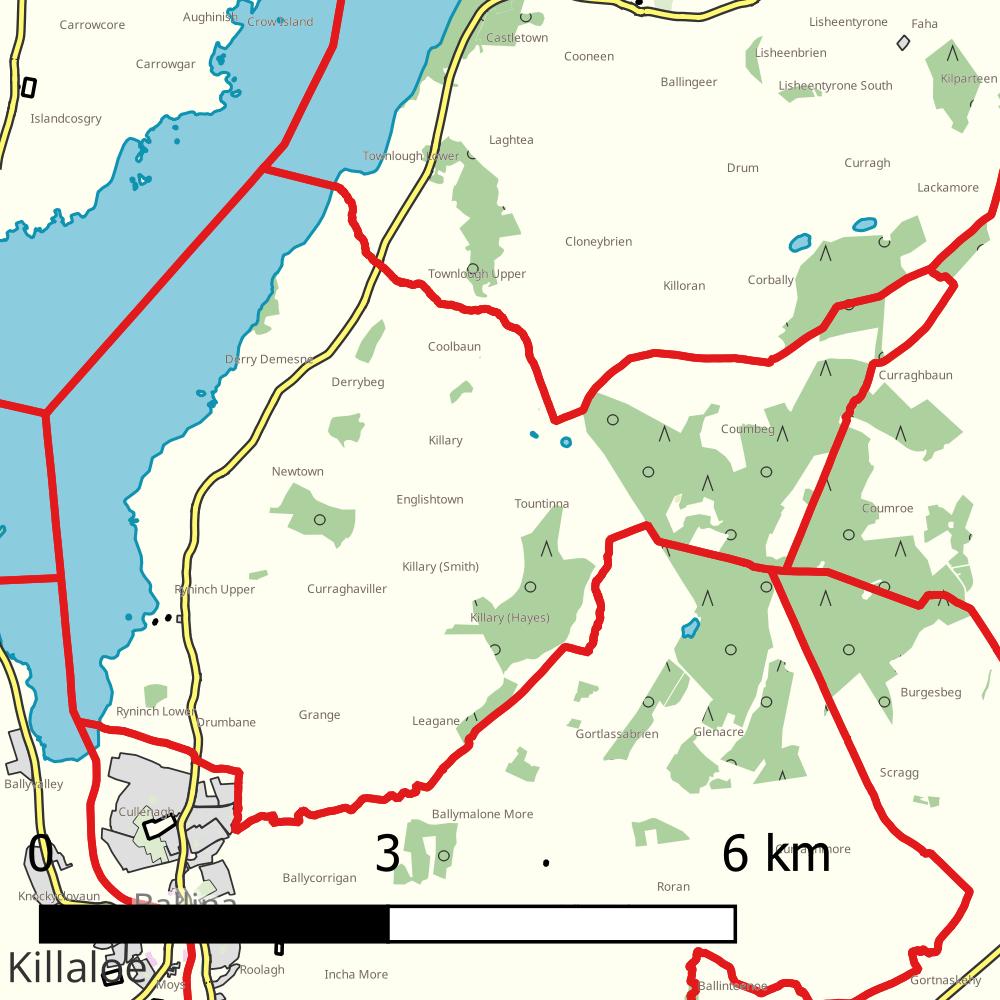 Aughinish
Crow Island
Carrowcore
Lisheentyrone
Faha
Castletown
Cooneen
Lisheenbrien
Carrowgar
Ballingeer
Lisheentyrone South
Kilparteen
Islandcosgry
Laghtea
Townlough Lower
Drum
Curragh
Lackamore
Cloneybrien
Townlough Upper
Killoran
Corbally
Coolbaun
Derry Demesne
Derrybeg
Curraghbaun
Killary
Coumbeg
Newtown
Englishtown
Tountinna
Coumroe
Killary (Smith)
Ryninch Upper
Curraghaviller
Killary (Hayes)
Burgesbeg
Ryninch Lower
Drumbane
Grange
Leagane
Gortlassabrien
Glenacre
Ballyvalley
Scragg
Cullenagh
Ballymalone More
0 3 6 km
Ballycorrigan
Roran
Knockyclovaun
Ballina
Killaloe
Roolagh
Incha More
Moys
Ballinteenoe
Gortnaskehy